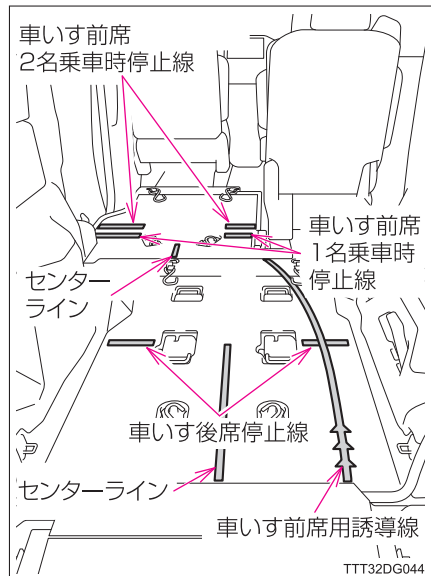 車いす前席
2名乗車時停止線
車いす前席
1名乗車時
停止線
センター
ライン
車いす後席停止線
センターライン
車いす前席用誘導線
TTT32DG044